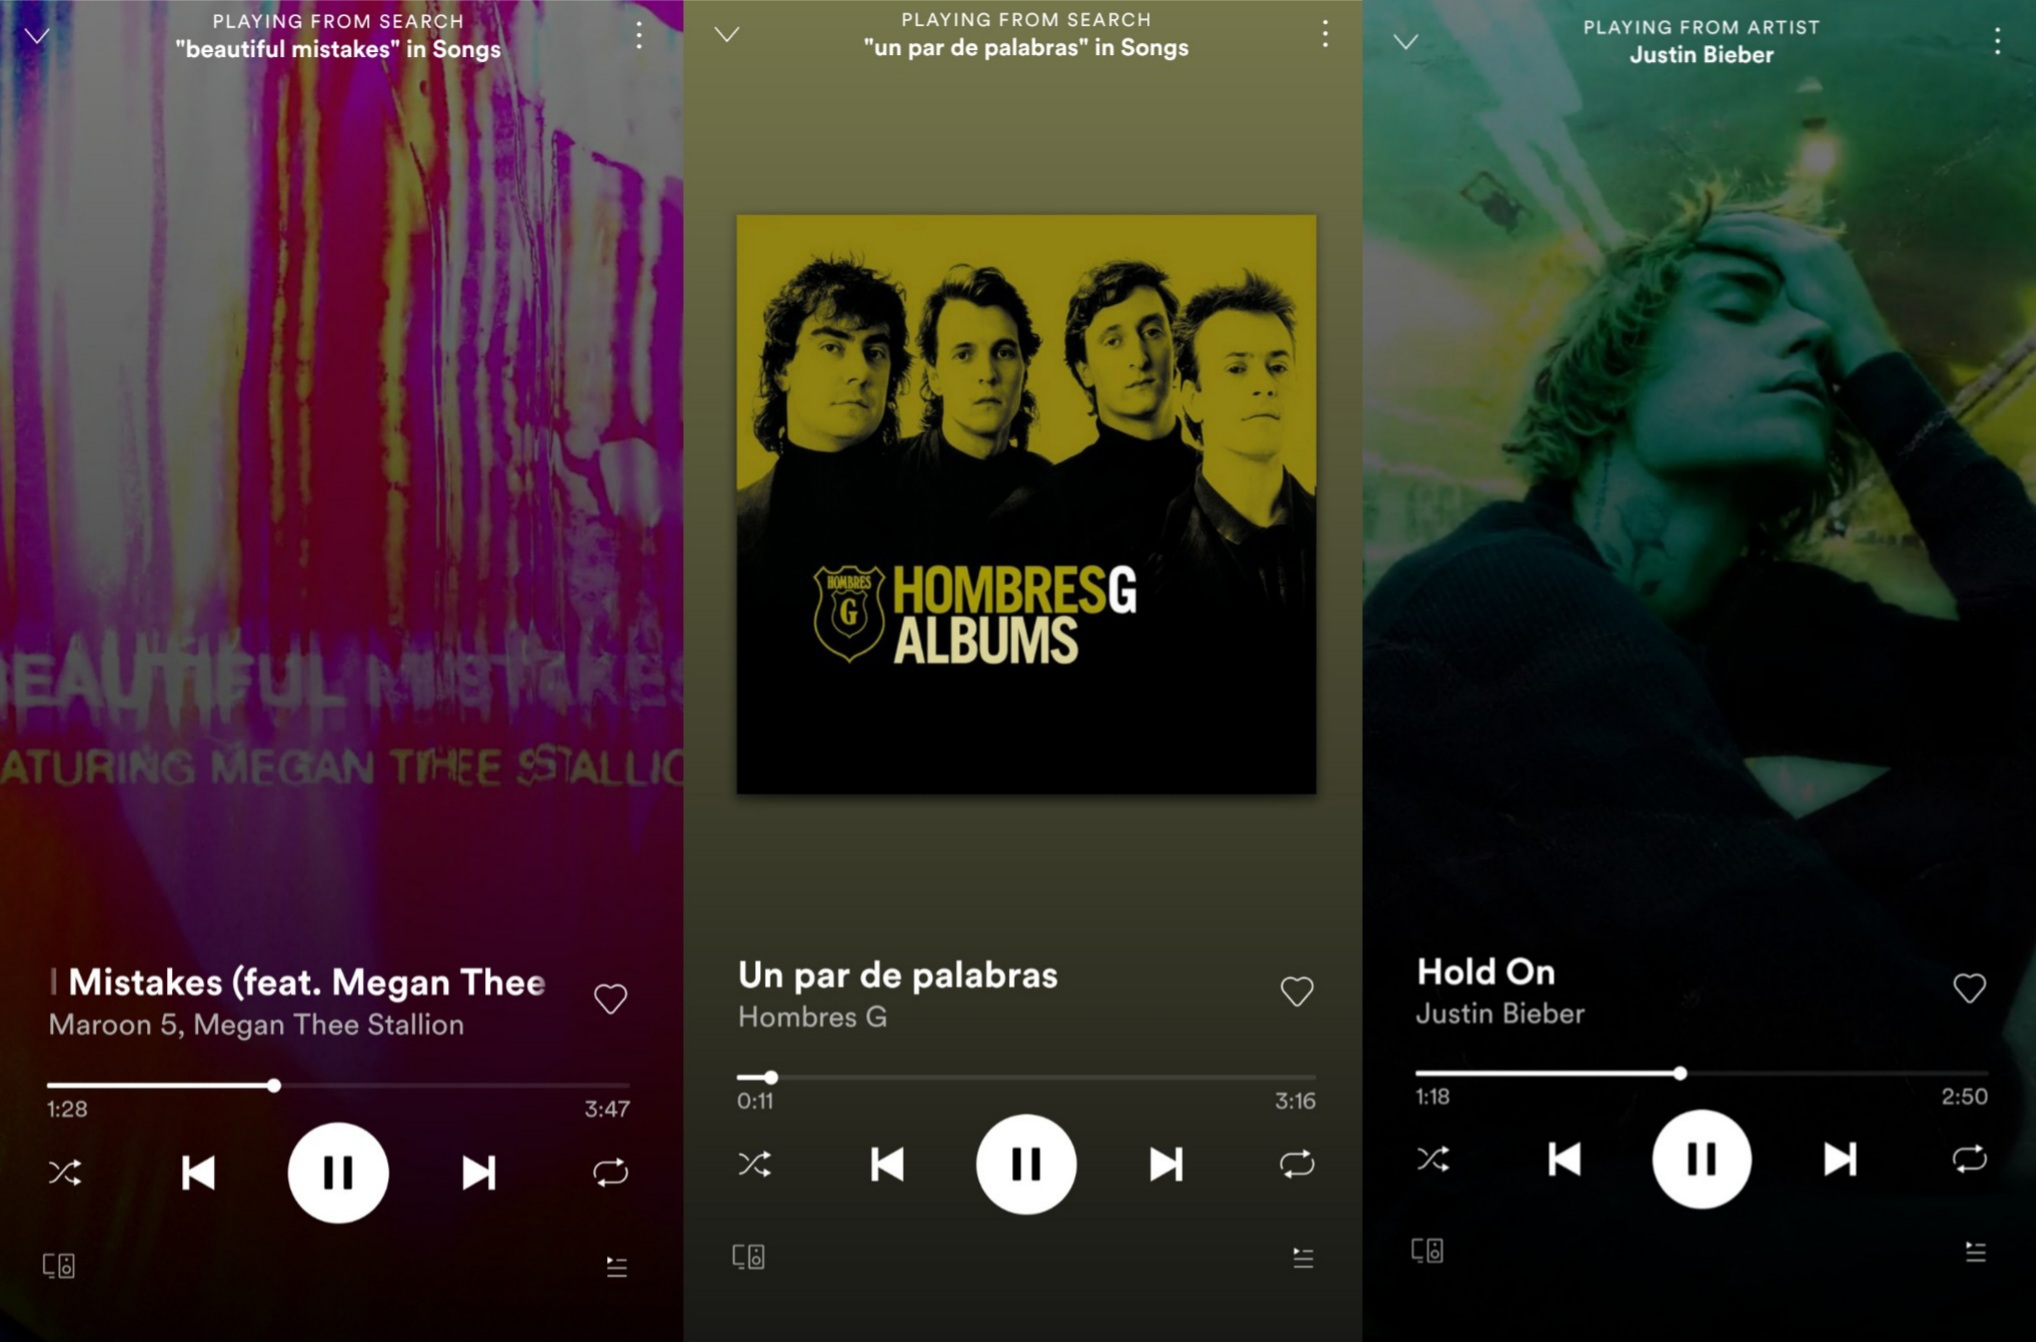 PLAYING FROM SEARCH
"beautiful mistakes" in Songs
BEAUTIFUL MISTAKES
ATURING MEGAN THEE STALLIO
l Mistakes (feat. Megan Thee
Maroon 5, Megan Thee Stallion
1:28
3:47
PLAYING FROM SEARCH
"un par de palabras" in Songs
HOMBRES
G
HOMBRESG
ALBUMS
Un par de palabras
Hombres G
0:11
3:16
PLAYING FROM ARTIST
Justin Bieber
Hold On
Justin Bieber
1:18
2:50